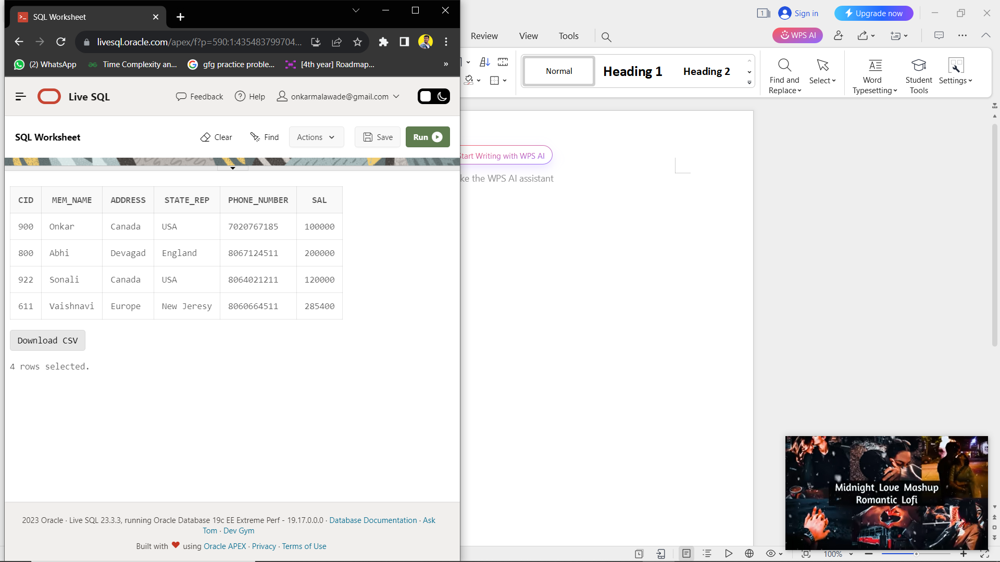 SQL Worksheet
livesql.oracle.com/apex/f?p=590:1:435483799704...
(2) WhatsApp
Time Complexity an...
gfg practice proble...
[4th year] Roadmap...
»
Live SQL
Feedback
Help
onkarmalawade@gmail.com
SQL Worksheet
Clear
Find
Actions
Save
Run
CID MEM_NAME ADDRESS STATE_REP PHONE_NUMBER SAL
900 Onkar Canada USA 7020767185 100000
800 Abhi Devagad England 8067124511 200000
922 Sonali Canada USA 8064021211 120000
611 Vaishnavi Europe New Jeresy 8060664511 285400
Download CSV
4 rows selected.
2023 Oracle · Live SQL 23.3.3, running Oracle Database 19c EE Extreme Perf - 19.17.0.0.0 · Database Documentation · Ask
Tom · Dev Gym
Built with ❤ using Oracle APEX · Privacy · Terms of Use
1
Sign in
Upgrade now
Review
View
Tools
WPS AI
Normal
Heading 1
Heading 2
Find and
Replace
Select
Word
Typesetting
Student
Tools
Settings
Start Writing with WPS AI
ke the WPS AI assistant
Midnight Love Mashup
Romantic Lofi
100%